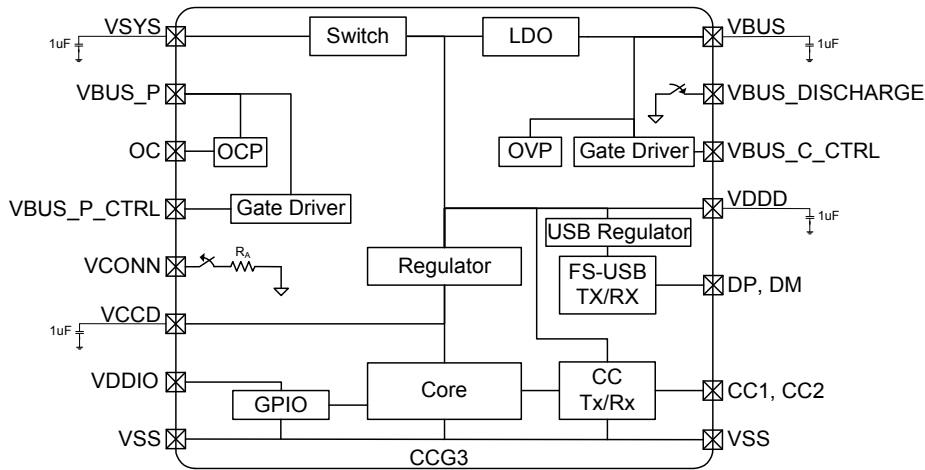 VSYS
1uF
Switch
LDO
VBUS
1uF
VBUS_P
VBUS_DISCHARGE
OC
OCP
OVP
Gate Driver
VBUS_C_CTRL
VBUS_P_CTRL
Gate Driver
VDDD
1uF
USB Regulator
VCONN
RA
Regulator
FS-USB
TX/RX
DP, DM
VCCD
1uF
VDDIO
GPIO
Core
CC
Tx/Rx
CC1, CC2
VSS
VSS
CCG3